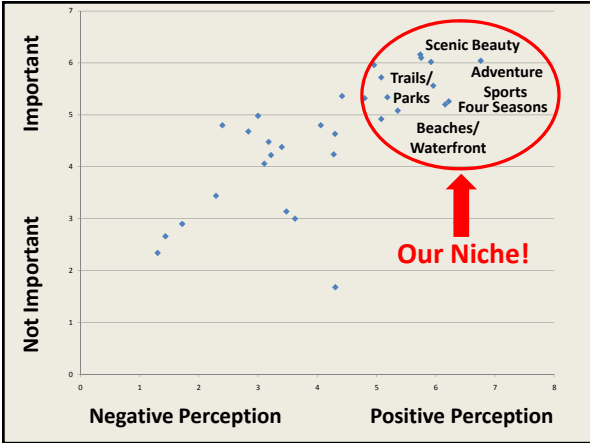 7
6
5
4
3
2
1
0
Important
Not Important
Scenic Beauty
Trails/
Parks
Adventure
Sports
Four Seasons
Beaches/
Waterfront
Our Niche!
0 1 2 3 4 5 6 7 8
Negative Perception Positive Perception